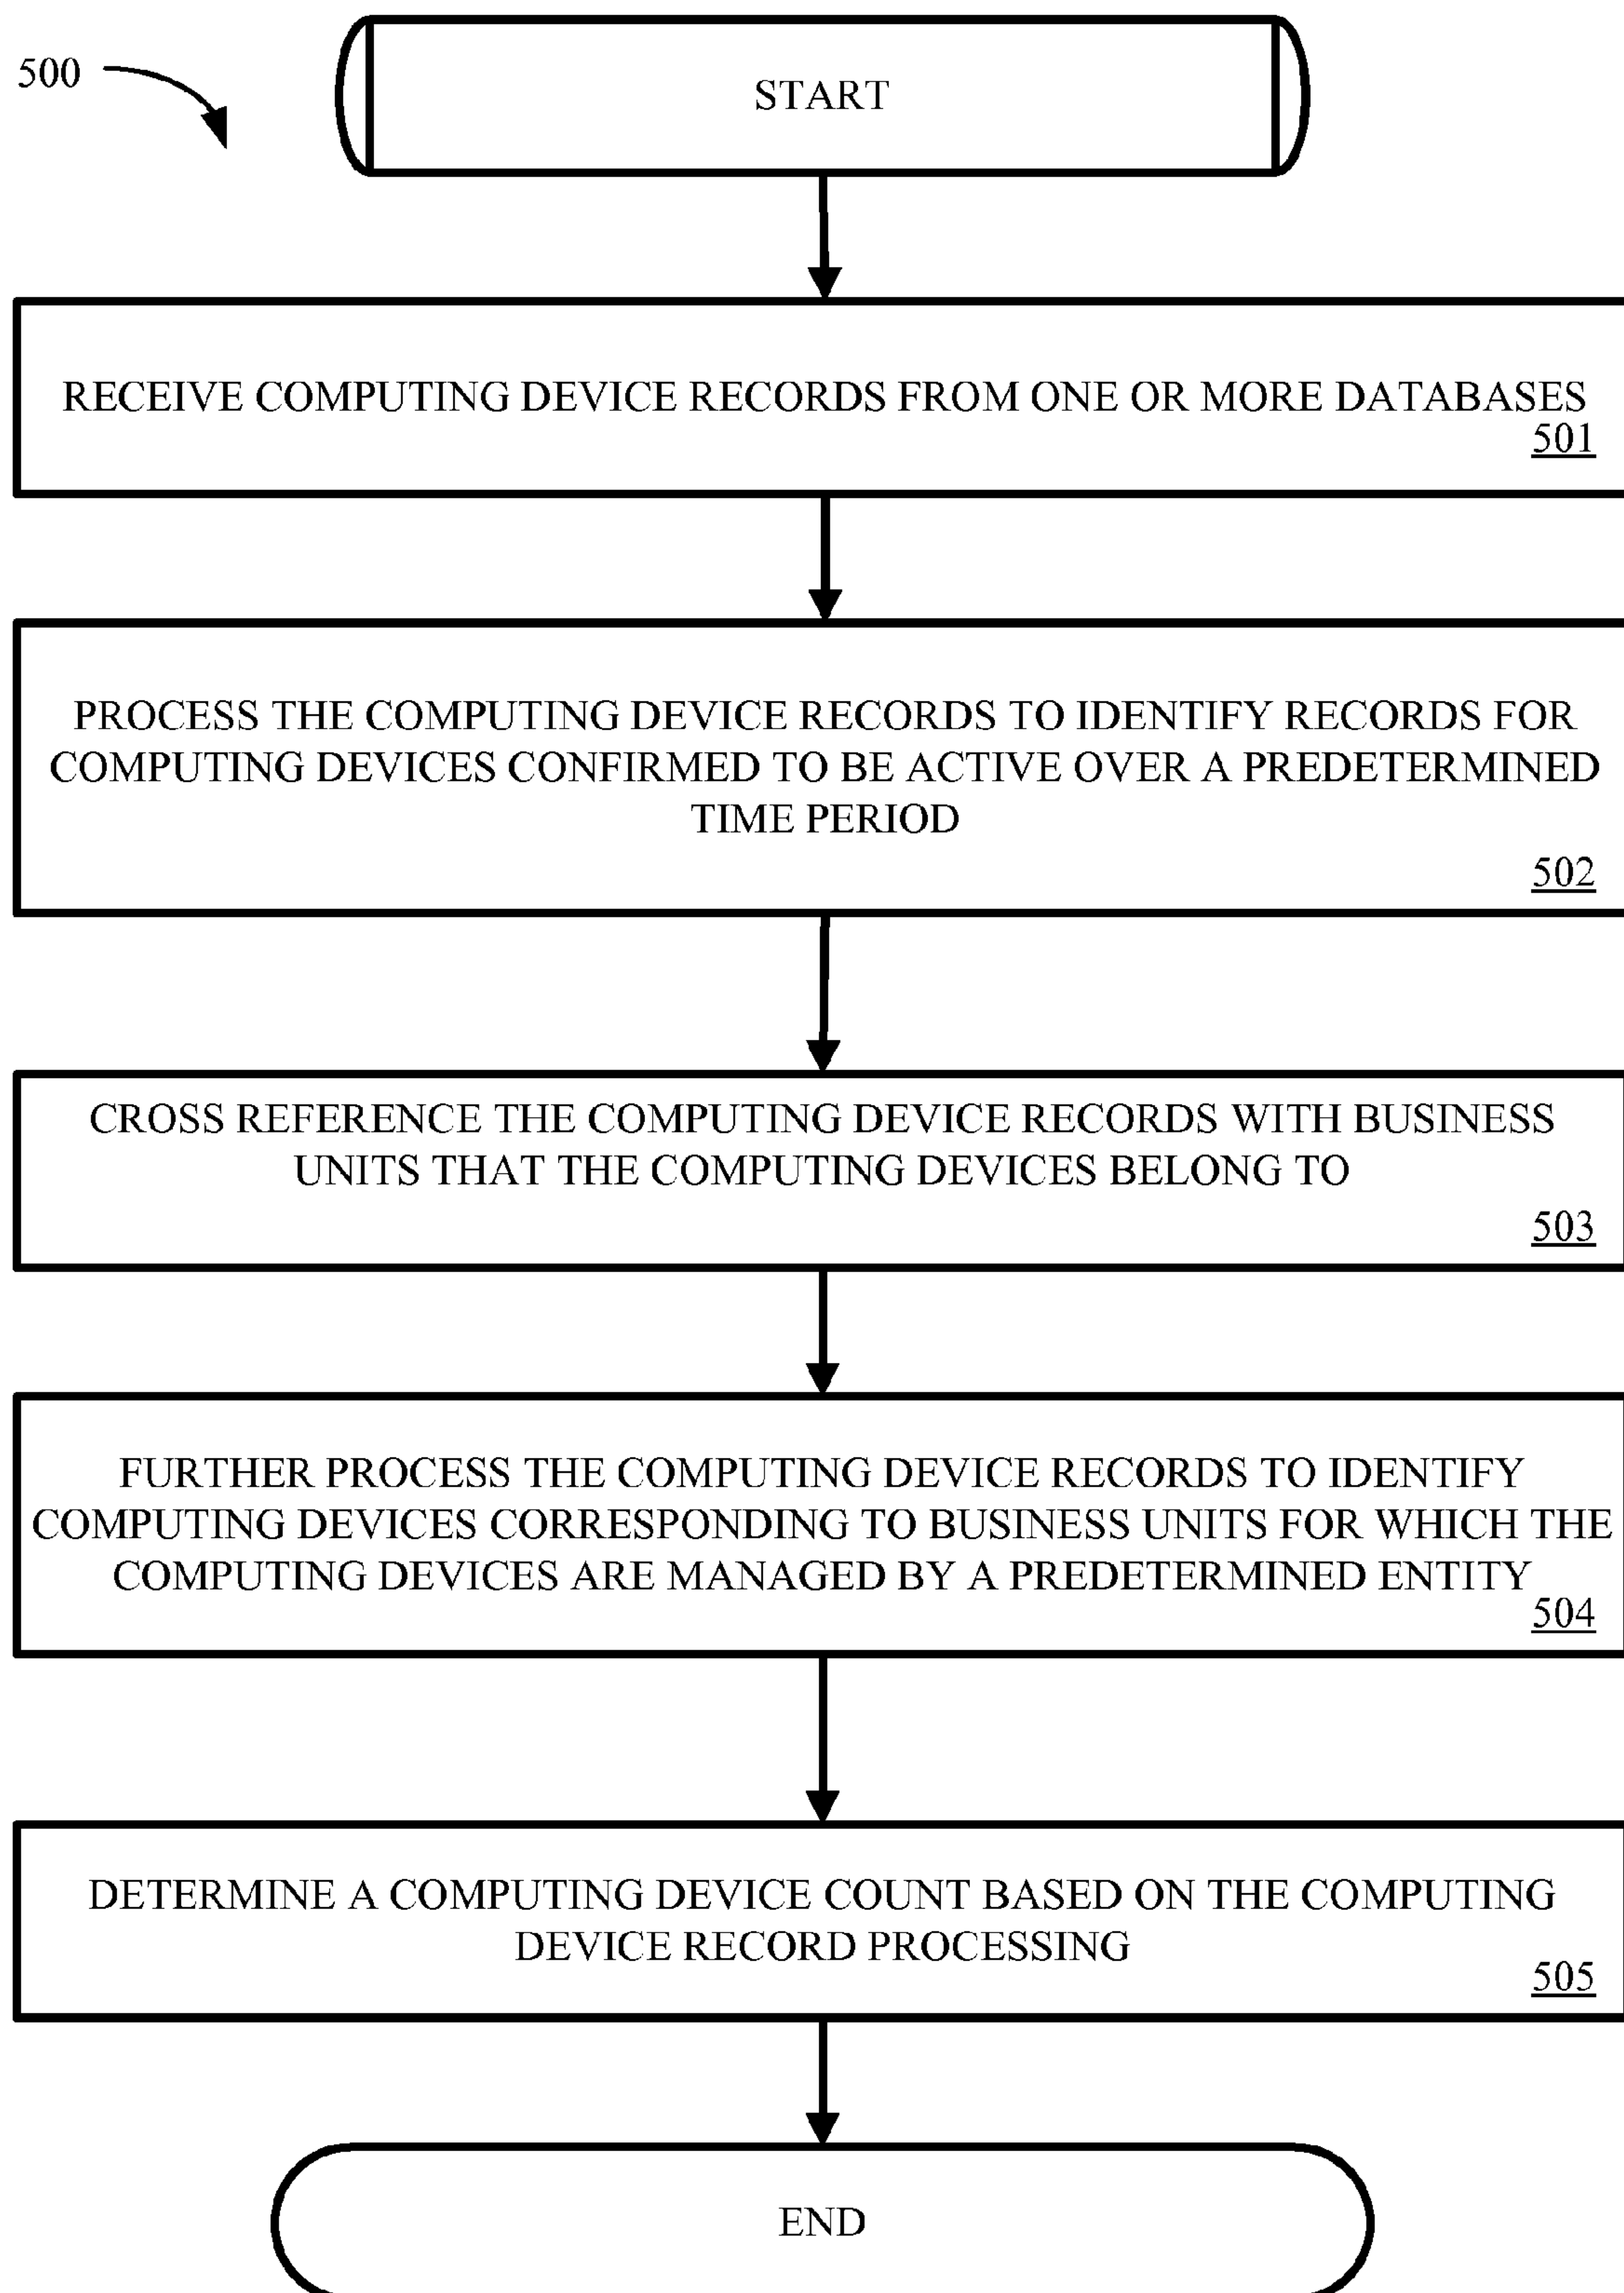 500
START
RECEIVE COMPUTING DEVICE RECORDS FROM ONE OR MORE DATABASES
501
PROCESS THE COMPUTING DEVICE RECORDS TO IDENTIFY RECORDS FOR
COMPUTING DEVICES CONFIRMED TO BE ACTIVE OVER A PREDETERMINED
TIME PERIOD
502
CROSS REFERENCE THE COMPUTING DEVICE RECORDS WITH BUSINESS
UNITS THAT THE COMPUTING DEVICES BELONG TO
503
FURTHER PROCESS THE COMPUTING DEVICE RECORDS TO IDENTIFY
COMPUTING DEVICES CORRESPONDING TO BUSINESS UNITS FOR WHICH THE
COMPUTING DEVICES ARE MANAGED BY A PREDETERMINED ENTITY
504
DETERMINE A COMPUTING DEVICE COUNT BASED ON THE COMPUTING
DEVICE RECORD PROCESSING
505
END